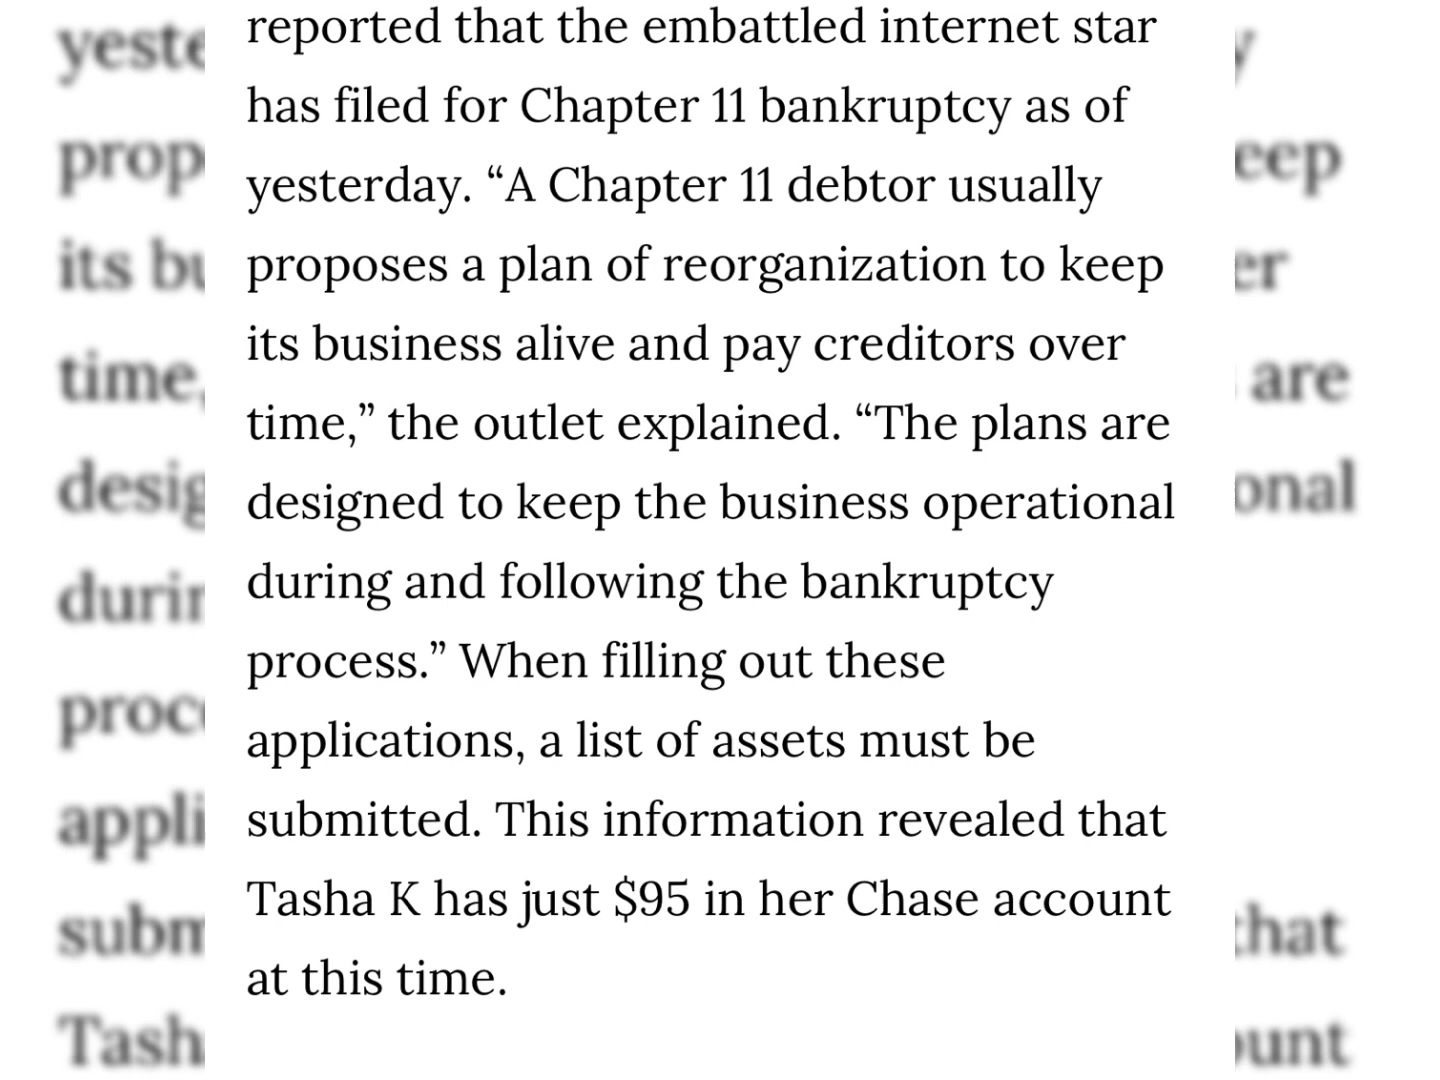 reported that the embattled internet star
has filed for Chapter 11 bankruptcy as of
yesterday. “A Chapter 11 debtor usually
proposes a plan of reorganization to keep
its business alive and pay creditors over
time,” the outlet explained. “The plans are
designed to keep the business operational
during and following the bankruptcy
process.” When filling out these
applications, a list of assets must be
submitted. This information revealed that
Tasha K has just $95 in her Chase account
at this time.